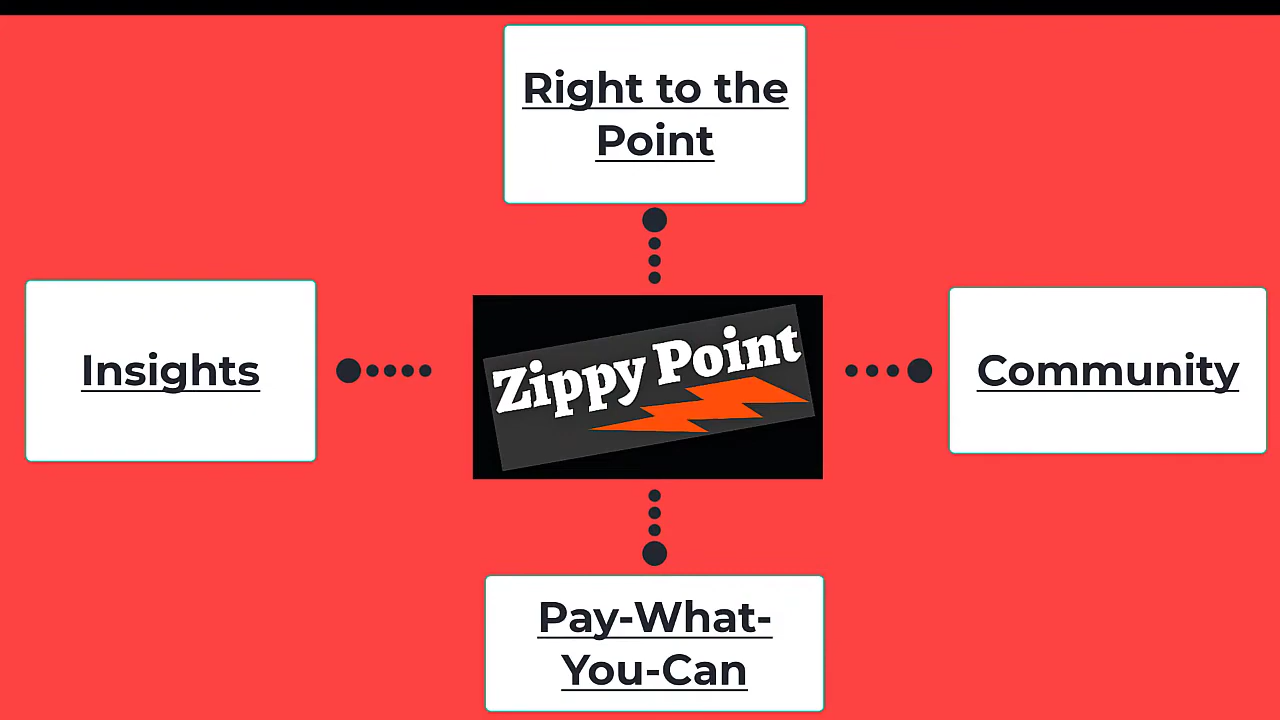 Right to the
Point
Insights
Zippy Point
Community
Pay-What-
You-Can